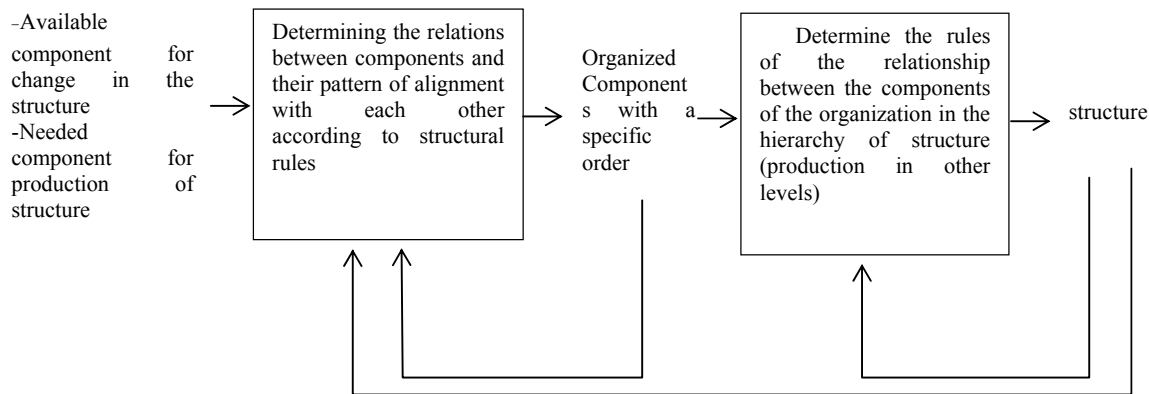 -Available
component for
change in the
structure
-Needed
component for
production of
structure
Determining the relations
between components and
their pattern of alignment
with each other
according to structural
rules
Organized
Component
s with a
specific
order
Determine the rules
of the relationship
between the components
of the organization in the
hierarchy of structure
(production in other
levels)
structure